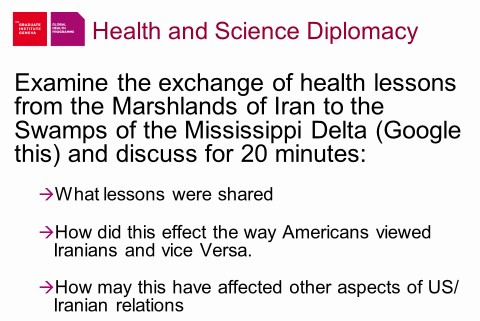 THE
GRADUATE
INSTITUTE
GENEVA
GLOBAL
HEALTH
PROGRAMME
Health and Science Diplomacy
Examine the exchange of health lessons
from the Marshlands of Iran to the
Swamps of the Mississippi Delta (Google
this) and discuss for 20 minutes:
→What lessons were shared
→How did this effect the way Americans viewed
Iranians and vice Versa.
→How may this have affected other aspects of US/
Iranian relations